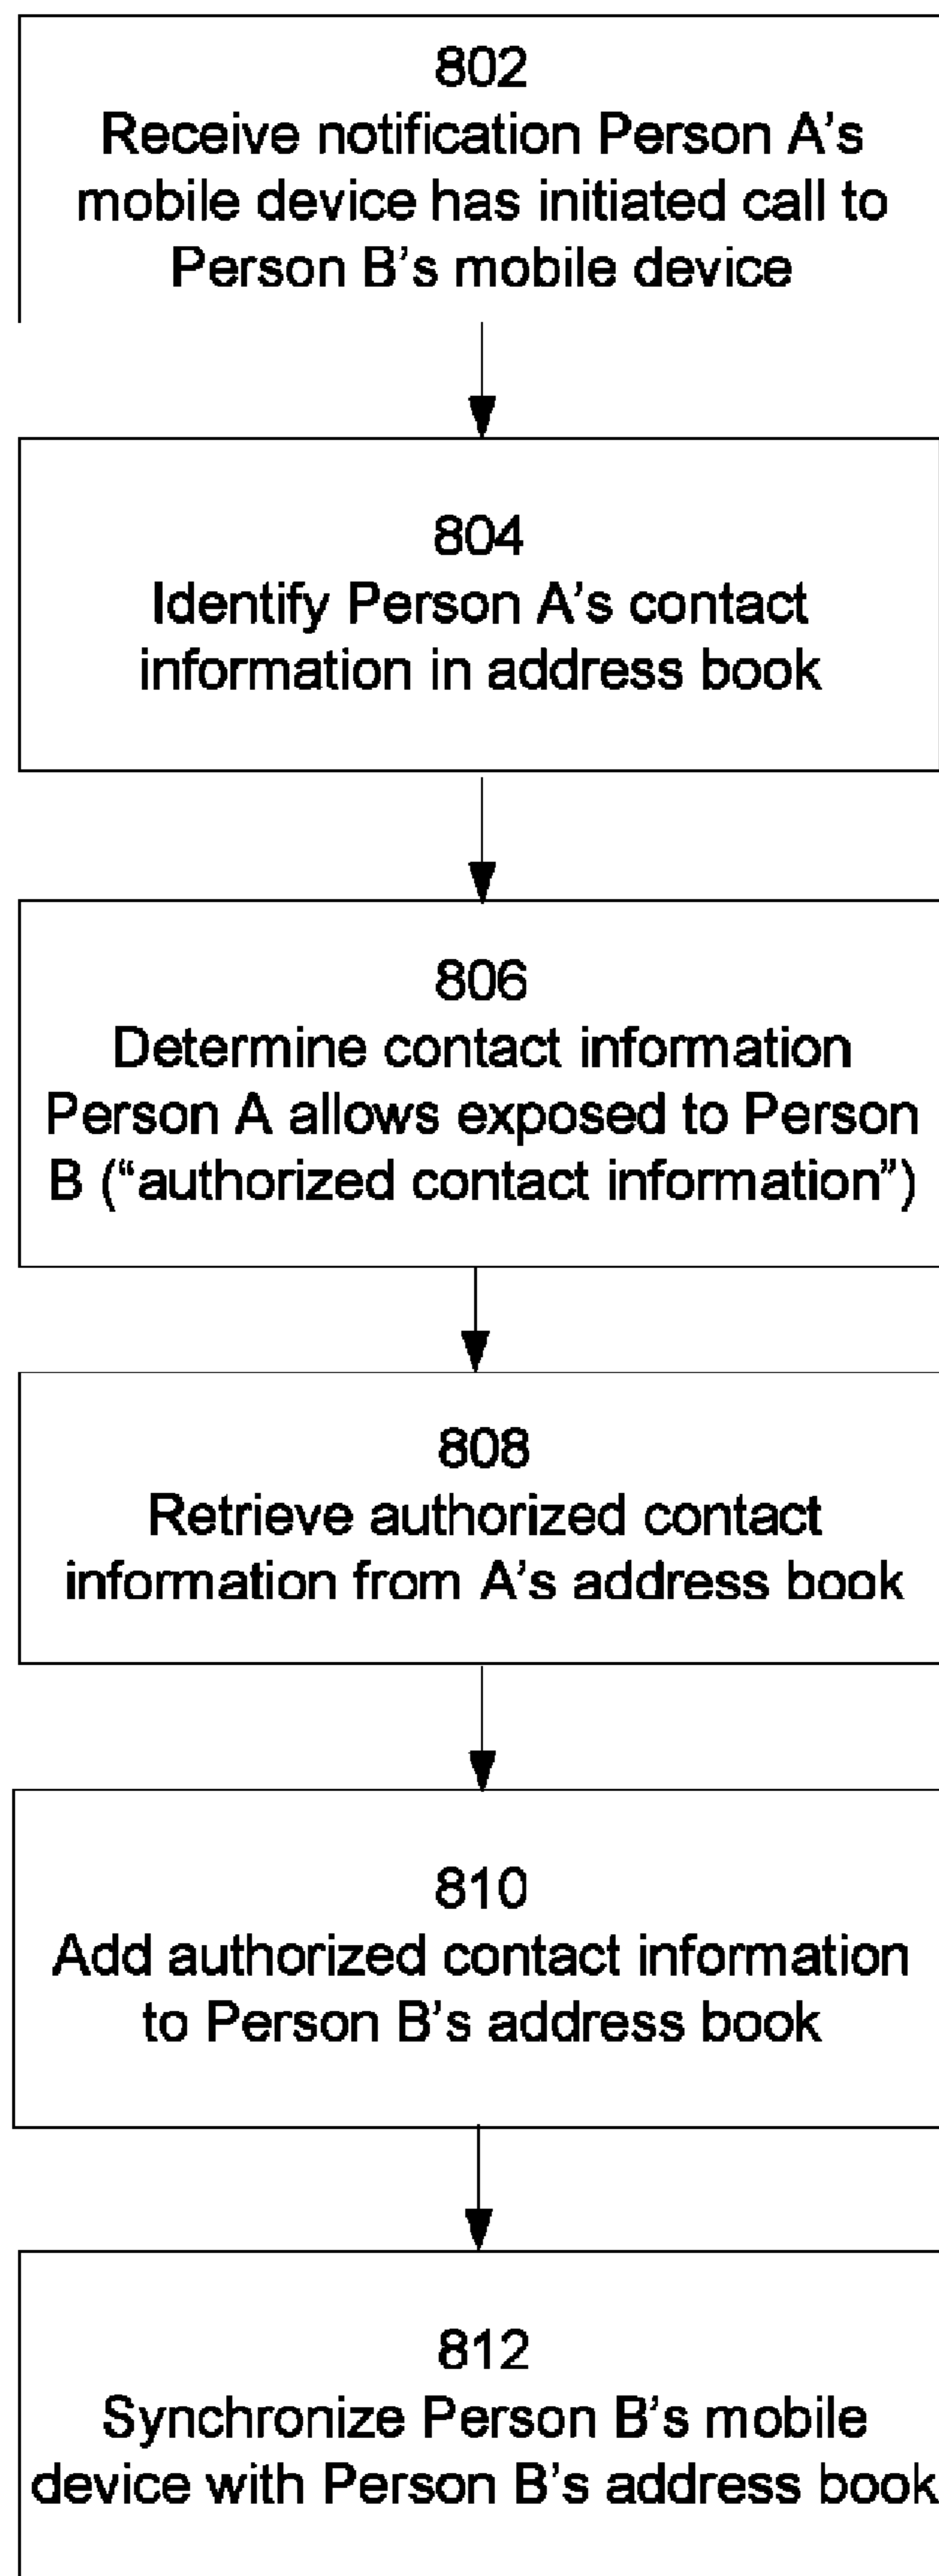 802
Receive notification Person A's
mobile device has initiated call to
Person B's mobile device
804
Identify Person A's contact
information in address book
806
Determine contact information
Person A allows exposed to Person
B (“authorized contact information”)
808
Retrieve authorized contact
information from A's address book
810
Add authorized contact information
to Person B's address book
812
Synchronize Person B's mobile
device with Person B's address book